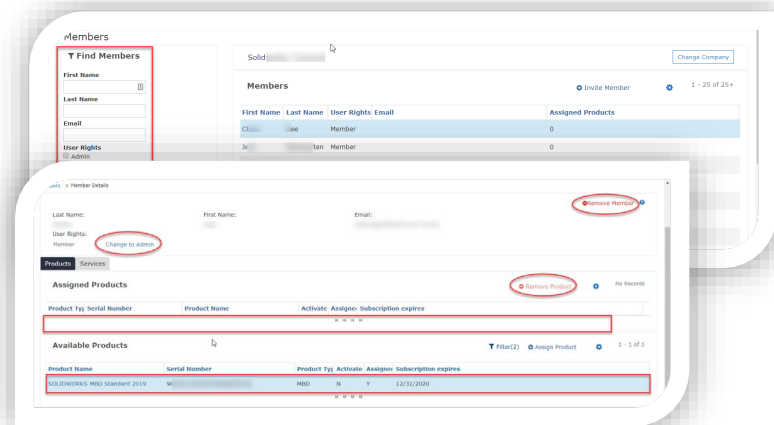 Members
Find Members
First Name
Last Name
Email
User Rights
Admin
Solid
Change Company
Members
Invite Member
1 - 25 of 25+
First Name Last Name User Rights Email Assigned Products
Member 0
Member 0
> Member Details
Remove Member
Last Name: First Name: Email:
User Rights:
Member Change to Admin
Products Services
Assigned Products
Remove Product
No Records
Product Typ Serial Number Product Name Activate Assigne Subscription expires
Available Products
Filter(2) Assign Product 1 - 1 of 1
Product Name Serial Number Product Typ Activate Assigne Subscription expires
SOLIDWORKS MBD Standard 2019 9 MBD N Y 12/31/2020